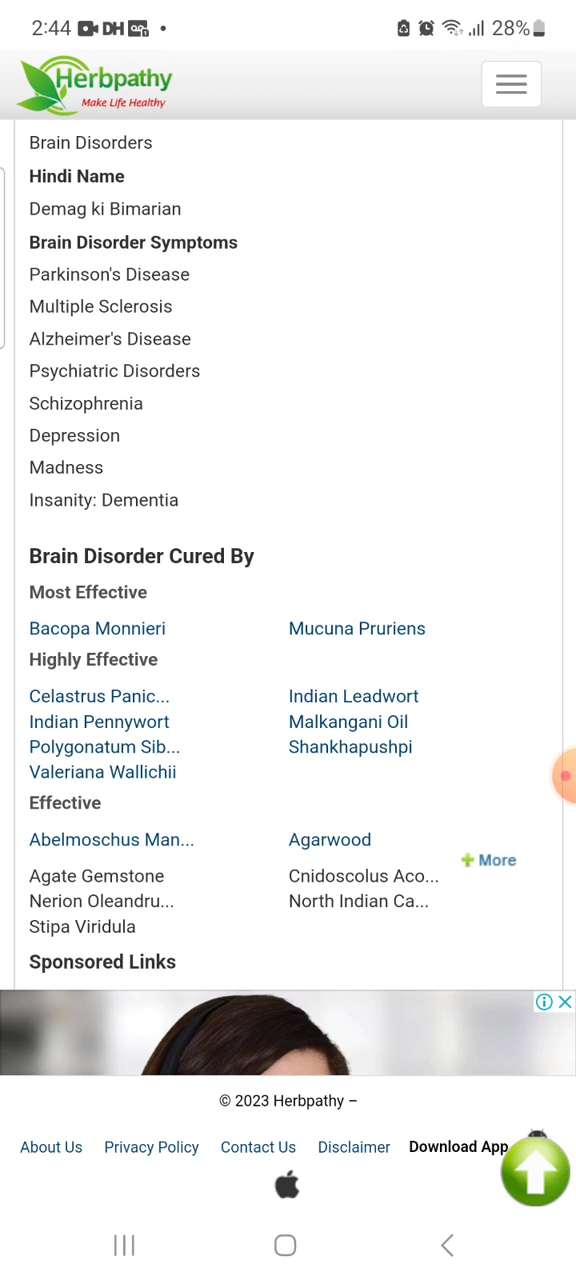 2:44 DH 28%
Herbpathy
Make Life Healthy
Brain Disorders
Hindi Name
Demag ki Bimarian
Brain Disorder Symptoms
Parkinson's Disease
Multiple Sclerosis
Alzheimer's Disease
Psychiatric Disorders
Schizophrenia
Depression
Madness
Insanity: Dementia
Brain Disorder Cured By
Most Effective
Bacopa Monnieri Mucuna Pruriens
Highly Effective
Celastrus Panic... Indian Leadwort
Indian Pennywort Malkangani Oil
Polygonatum Sib... Shankhapushpi
Valeriana Wallichii
Effective
Abelmoschus Man... Agarwood
More
Agate Gemstone Cnidoscolus Aco...
Nerion Oleandru... North Indian Ca...
Stipa Viridula
Sponsored Links
© 2023 Herbpathy –
About Us Privacy Policy Contact Us Disclaimer Download App